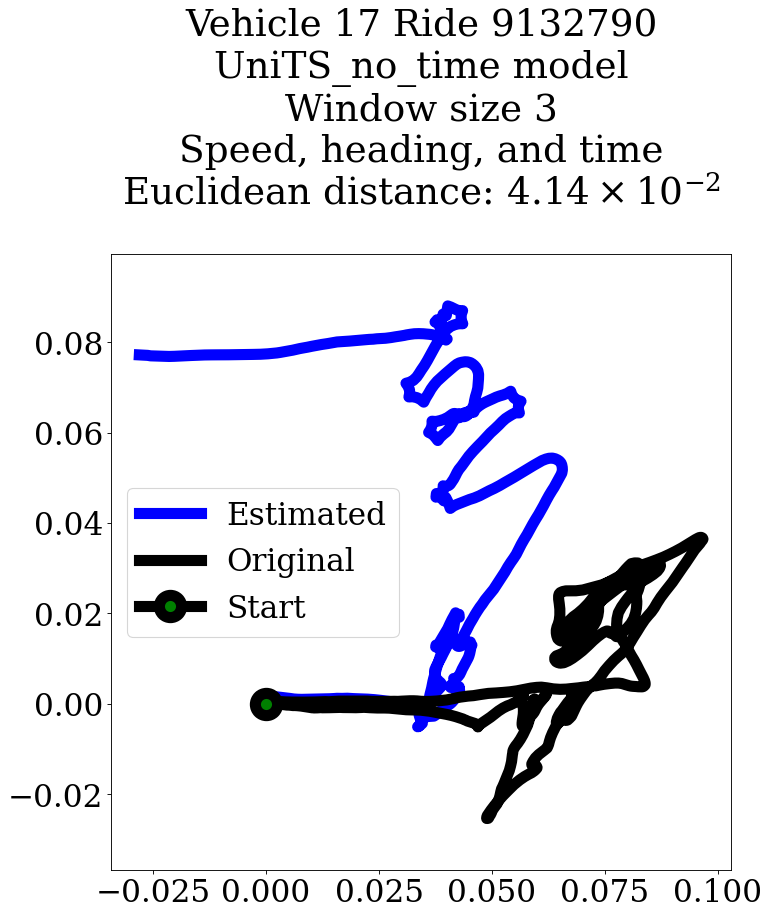 Vehicle 17 Ride 9132790
UniTS_no_time model
Window size 3
Speed, heading, and time
Euclidean distance: 4.14 × 10⁻²
0.08
0.06
0.04
0.02
0.00
−0.02
Estimated
Original
Start
−0.025 0.000 0.025 0.050 0.075 0.100